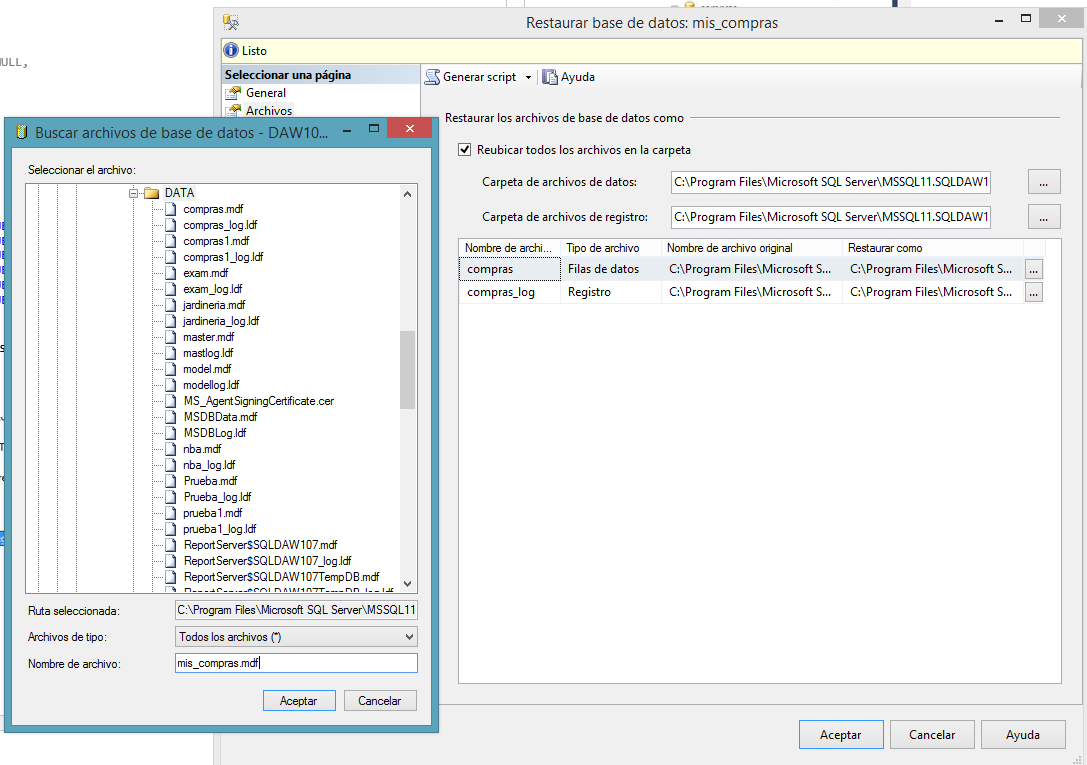 Restaurar base de datos: mis_compras
Listo
Seleccionar una página
General
Archivos
Generar script
Ayuda
Restaurar los archivos de base de datos como
Reubicar todos los archivos en la carpeta
Carpeta de archivos de datos:
C:\Program Files\Microsoft SQL Server\MSSQL11.SQLDAW1
...
Carpeta de archivos de registro:
C:\Program Files\Microsoft SQL Server\MSSQL11.SQLDAW1
...
Nombre de archi... Tipo de archivo Nombre de archivo original Restaurar como
compras Filas de datos C:\Program Files\Microsoft S... C:\Program Files\Microsoft S... ...
compras_log Registro C:\Program Files\Microsoft S... C:\Program Files\Microsoft S... ...
Aceptar Cancelar Ayuda
Buscar archivos de base de datos - DAW10...
Seleccionar el archivo:
DATA
compras.mdf
compras_log.ldf
compras1.mdf
compras1_log.ldf
exam.mdf
exam_log.ldf
jardineria.mdf
jardineria_log.ldf
master.mdf
mastlog.ldf
model.mdf
modellog.ldf
MS_AgentSigningCertificate.cer
MSDBData.mdf
MSDBLog.ldf
nba.mdf
nba_log.ldf
Prueba.mdf
Prueba_log.ldf
prueba1.mdf
prueba1_log.ldf
ReportServer$SQLDAW107.mdf
ReportServer$SQLDAW107_log.ldf
ReportServer$SQLDAW107TempDB.mdf
ReportServer$SQLDAW107TempDB_log.ldf
Ruta seleccionada:
C:\Program Files\Microsoft SQL Server\MSSQL11
Archivos de tipo:
Todos los archivos (*)
Nombre de archivo:
mis_compras.mdf
Aceptar Cancelar